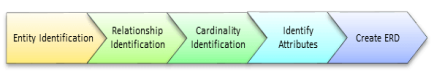 Entity Identification
Relationship
Identification
Cardinality
Identification
Identify
Attributes
Create ERD